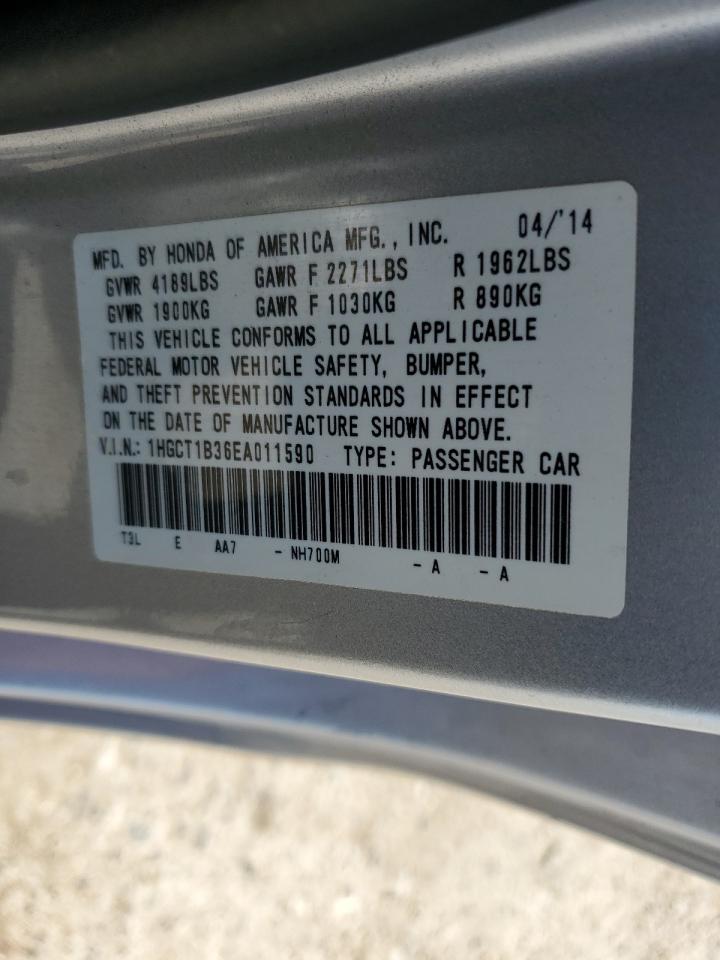 MFD. BY HONDA OF AMERICA MFG., INC. 04/'14
GVWR 4189LBS GAWR F 2271LBS R 1962LBS
GVWR 1900KG GAWR F 1030KG R 890KG
THIS VEHICLE CONFORMS TO ALL APPLICABLE
FEDERAL MOTOR VEHICLE SAFETY, BUMPER,
AND THEFT PREVENTION STANDARDS IN EFFECT
ON THE DATE OF MANUFACTURE SHOWN ABOVE.
V.I.N.: 1HGCT1B36EA011590 TYPE: PASSENGER CAR
T3L E AA7 - NH700M - A - A